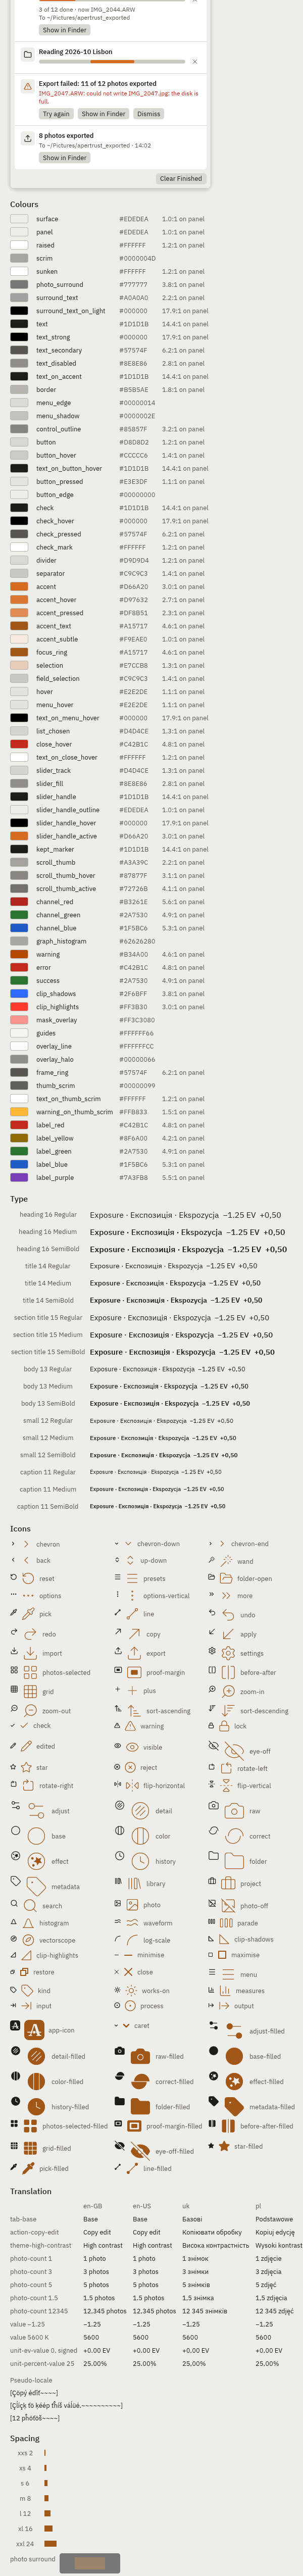 3 of 12 done · now IMG_2044.ARW
To ~/Pictures/apertrust_exported
Show in Finder
Reading 2026-10 Lisbon
Export failed: 11 of 12 photos exported
IMG_2047.ARW: could not write IMG_2047.jpg: the disk is
full.
Try again Show in Finder Dismiss
8 photos exported
To ~/Pictures/apertrust_exported · 14:02
Show in Finder
Clear Finished
Colours
surface #EDEDEA 1.0:1 on panel
panel #EDEDEA 1.0:1 on panel
raised #FFFFFF 1.2:1 on panel
scrim #0000004D
sunken #FFFFFF 1.2:1 on panel
photo_surround #777777 3.8:1 on panel
surround_text #A0A0A0 2.2:1 on panel
surround_text_on_light #000000 17.9:1 on panel
text #1D1D1B 14.4:1 on panel
text_strong #000000 17.9:1 on panel
text_secondary #57574F 6.2:1 on panel
text_disabled #8E8E86 2.8:1 on panel
text_on_accent #1D1D1B 14.4:1 on panel
border #B5B5AE 1.8:1 on panel
menu_edge #00000014
menu_shadow #0000002E
control_outline #85857F 3.2:1 on panel
button #D8D8D2 1.2:1 on panel
button_hover #CCCCC6 1.4:1 on panel
text_on_button_hover #1D1D1B 14.4:1 on panel
button_pressed #E3E3DF 1.1:1 on panel
button_edge #00000000
check #1D1D1B 14.4:1 on panel
check_hover #000000 17.9:1 on panel
check_pressed #57574F 6.2:1 on panel
check_mark #FFFFFF 1.2:1 on panel
divider #D9D9D4 1.2:1 on panel
separator #C9C9C3 1.4:1 on panel
accent #D66A20 3.0:1 on panel
accent_hover #D97632 2.7:1 on panel
accent_pressed #DF8B51 2.3:1 on panel
accent_text #A15717 4.6:1 on panel
accent_subtle #F9EAE0 1.0:1 on panel
focus_ring #A15717 4.6:1 on panel
selection #E7CCB8 1.3:1 on panel
field_selection #C9C9C3 1.4:1 on panel
hover #E2E2DE 1.1:1 on panel
menu_hover #E2E2DE 1.1:1 on panel
text_on_menu_hover #000000 17.9:1 on panel
list_chosen #D4D4CE 1.3:1 on panel
close_hover #C42B1C 4.8:1 on panel
text_on_close_hover #FFFFFF 1.2:1 on panel
slider_track #D4D4CE 1.3:1 on panel
slider_fill #8E8E86 2.8:1 on panel
slider_handle #1D1D1B 14.4:1 on panel
slider_handle_outline #EDEDEA 1.0:1 on panel
slider_handle_hover #000000 17.9:1 on panel
slider_handle_active #D66A20 3.0:1 on panel
kept_marker #1D1D1B 14.4:1 on panel
scroll_thumb #A3A39C 2.2:1 on panel
scroll_thumb_hover #87877F 3.1:1 on panel
scroll_thumb_active #72726B 4.1:1 on panel
channel_red #B3261E 5.6:1 on panel
channel_green #2A7530 4.9:1 on panel
channel_blue #1F5BC6 5.3:1 on panel
graph_histogram #62626280
warning #B34A00 4.6:1 on panel
error #C42B1C 4.8:1 on panel
success #2A7530 4.9:1 on panel
clip_shadows #2F6BFF 3.8:1 on panel
clip_highlights #FF3B30 3.0:1 on panel
mask_overlay #FF3C3080
guides #FFFFFF66
overlay_line #FFFFFFCC
overlay_halo #00000066
frame_ring #57574F 6.2:1 on panel
thumb_scrim #00000099
text_on_thumb_scrim #FFFFFF 1.2:1 on panel
warning_on_thumb_scrim #FFB833 1.5:1 on panel
label_red #C42B1C 4.8:1 on panel
label_yellow #8F6A00 4.2:1 on panel
label_green #2A7530 4.9:1 on panel
label_blue #1F5BC6 5.3:1 on panel
label_purple #7A3FB8 5.5:1 on panel
Type
heading 16 Regular Exposure · Експозиція · Ekspozycja −1.25 EV +0,50
heading 16 Medium Exposure · Експозиція · Ekspozycja −1.25 EV +0,50
heading 16 SemiBold Exposure · Експозиція · Ekspozycja −1.25 EV +0,50
title 14 Regular Exposure · Експозиція · Ekspozycja −1.25 EV +0,50
title 14 Medium Exposure · Експозиція · Ekspozycja −1.25 EV +0,50
title 14 SemiBold Exposure · Експозиція · Ekspozycja −1.25 EV +0,50
section title 15 Regular Exposure · Експозиція · Ekspozycja −1.25 EV +0,50
section title 15 Medium Exposure · Експозиція · Ekspozycja −1.25 EV +0,50
section title 15 SemiBold Exposure · Експозиція · Ekspozycja −1.25 EV +0,50
body 13 Regular Exposure · Експозиція · Ekspozycja −1.25 EV +0,50
body 13 Medium Exposure · Експозиція · Ekspozycja −1.25 EV +0,50
body 13 SemiBold Exposure · Експозиція · Ekspozycja −1.25 EV +0,50
small 12 Regular Exposure · Експозиція · Ekspozycja −1.25 EV +0,50
small 12 Medium Exposure · Експозиція · Ekspozycja −1.25 EV +0,50
small 12 SemiBold Exposure · Експозиція · Ekspozycja −1.25 EV +0,50
caption 11 Regular Exposure · Експозиція · Ekspozycja −1.25 EV +0,50
caption 11 Medium Exposure · Експозиція · Ekspozycja −1.25 EV +0,50
caption 11 SemiBold Exposure · Експозиція · Ekspozycja −1.25 EV +0,50
Icons
chevron chevron-down chevron-end
back up-down wand
reset presets folder-open
options options-vertical more
pick line undo
redo copy apply
import export settings
photos-selected proof-margin before-after
grid plus zoom-in
zoom-out sort-ascending sort-descending
check warning lock
edited visible eye-off
star reject rotate-left
rotate-right flip-horizontal flip-vertical
adjust detail raw
base color correct
effect history folder
metadata library project
search photo photo-off
histogram waveform parade
vectorscope log-scale clip-shadows
clip-highlights minimise maximise
restore close menu
kind works-on measures
input process output
app-icon caret adjust-filled
detail-filled raw-filled base-filled
color-filled correct-filled effect-filled
history-filled folder-filled metadata-filled
photos-selected-filled proof-margin-filled before-after-filled
grid-filled eye-off-filled star-filled
pick-filled line-filled
Translation
en-GB en-US uk pl
tab-base Base Base Базові Podstawowe
action-copy-edit Copy edit Copy edit Копіювати обробку Kopiuj edycję
theme-high-contrast High contrast High contrast Висока контрастність Wysoki kontrast
photo-count 1 1 photo 1 photo 1 знімок 1 zdjęcie
photo-count 3 3 photos 3 photos 3 знімки 3 zdjęcia
photo-count 5 5 photos 5 photos 5 знімків 5 zdjęć
photo-count 1.5 1.5 photos 1.5 photos 1,5 знімка 1,5 zdjęcia
photo-count 12345 12,345 photos 12,345 photos 12 345 знімків 12 345 zdjęć
value −1.25 −1.25 −1.25 −1,25 −1,25
value 5600 K 5600 5600 5600 5600
unit-ev-value 0, signed +0.00 EV +0.00 EV +0,00 EV +0,00 EV
unit-percent-value 25 25.00% 25.00% 25,00% 25,00%
Pseudo-locale
[Çöpý éðîť~~~~]
[12 þĥöťöš~~~~]
Spacing
xxs 2
xs 4
s 6
m 8
l 12
xl 16
xxl 24
photo surround